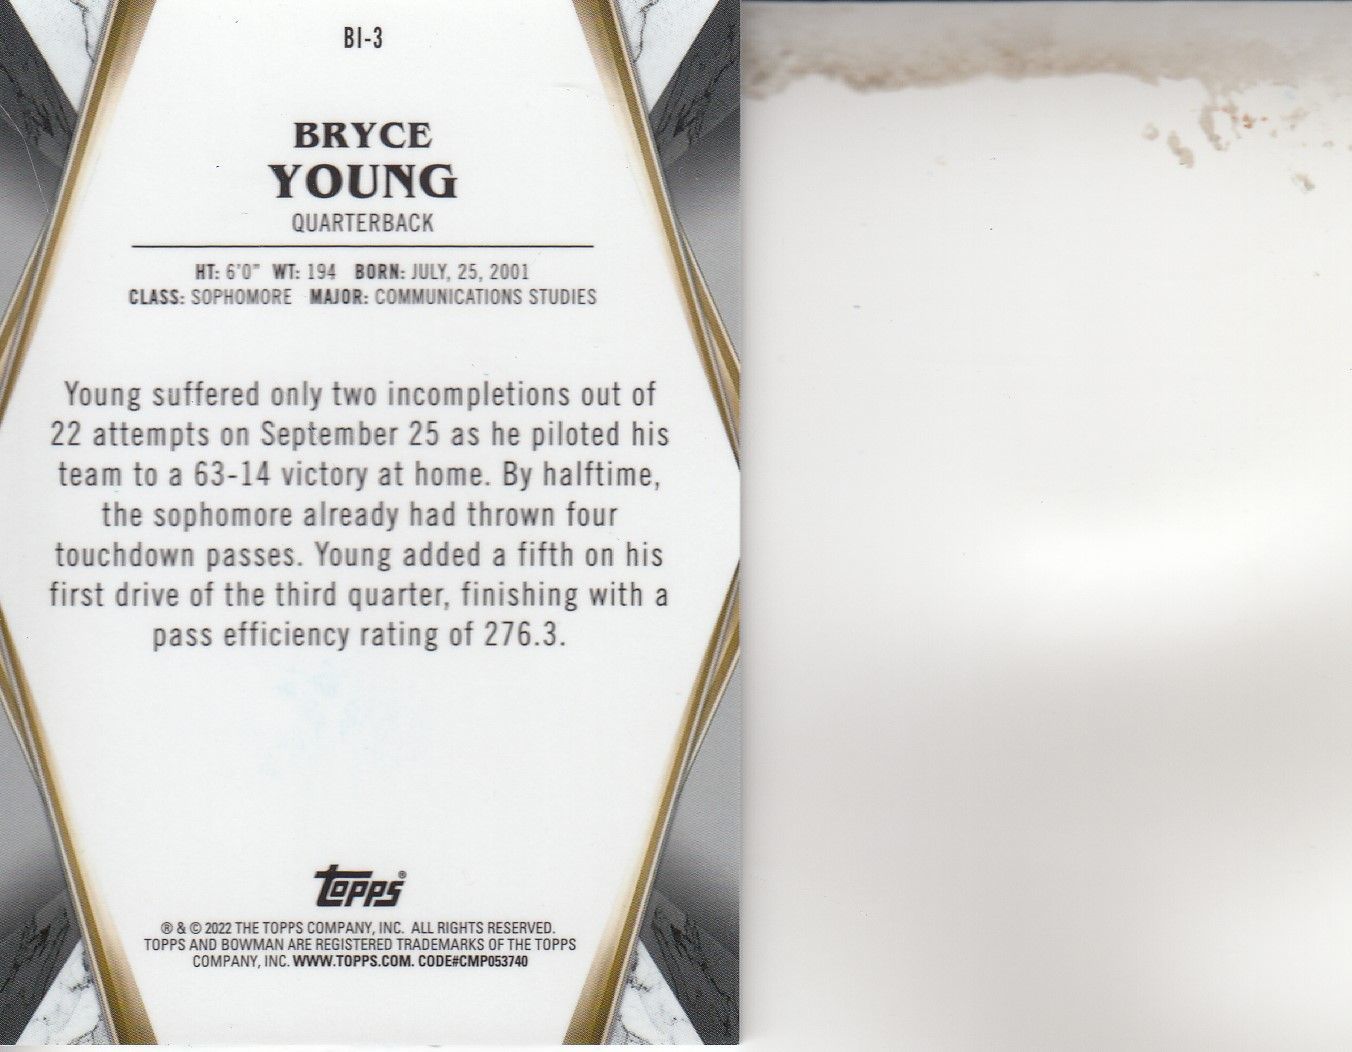 BI-3
BRYCE
YOUNG
QUARTERBACK
HT: 6'0" WT: 194 BORN: JULY, 25, 2001
CLASS: SOPHOMORE MAJOR: COMMUNICATIONS STUDIES
Young suffered only two incompletions out of
22 attempts on September 25 as he piloted his
team to a 63-14 victory at home. By halftime,
the sophomore already had thrown four
touchdown passes. Young added a fifth on his
first drive of the third quarter, finishing with a
pass efficiency rating of 276.3.
topps®
® & © 2022 THE TOPPS COMPANY, INC. ALL RIGHTS RESERVED.
TOPPS AND BOWMAN ARE REGISTERED TRADEMARKS OF THE TOPPS
COMPANY, INC. WWW.TOPPS.COM. CODE#CMP053740